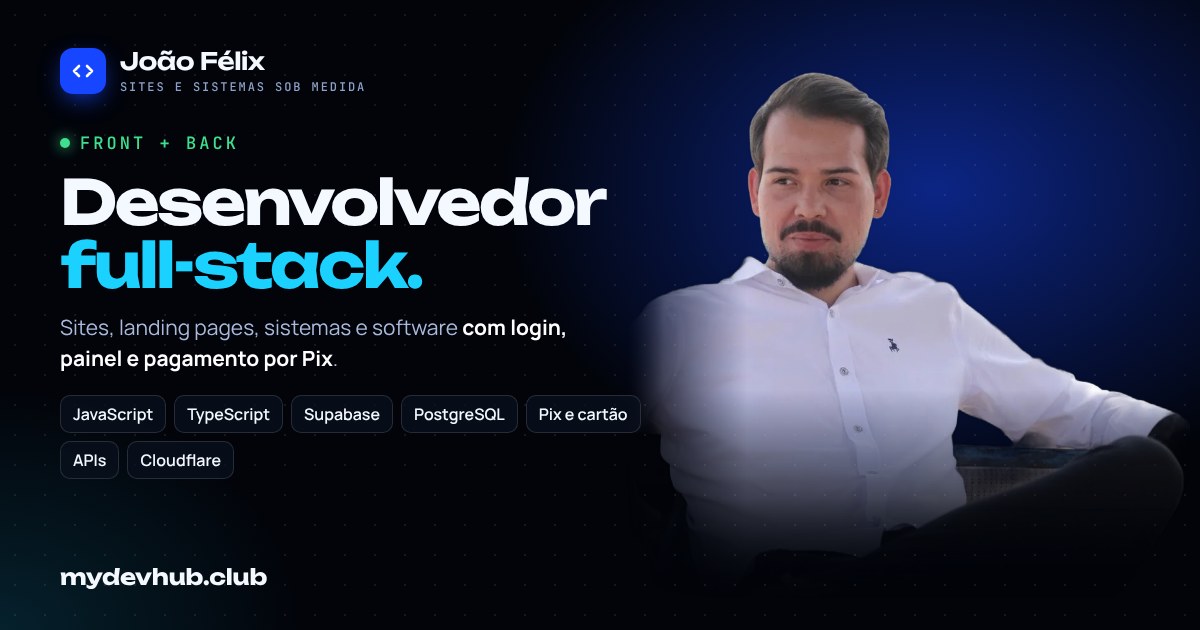 João Félix
SITES E SISTEMAS SOB MEDIDA
FRONT + BACK
Desenvolvedor
full-stack.
Sites, landing pages, sistemas e software com login,
painel e pagamento por Pix.
JavaScript TypeScript Supabase PostgreSQL Pix e cartão
APIs Cloudflare
mydevhub.club